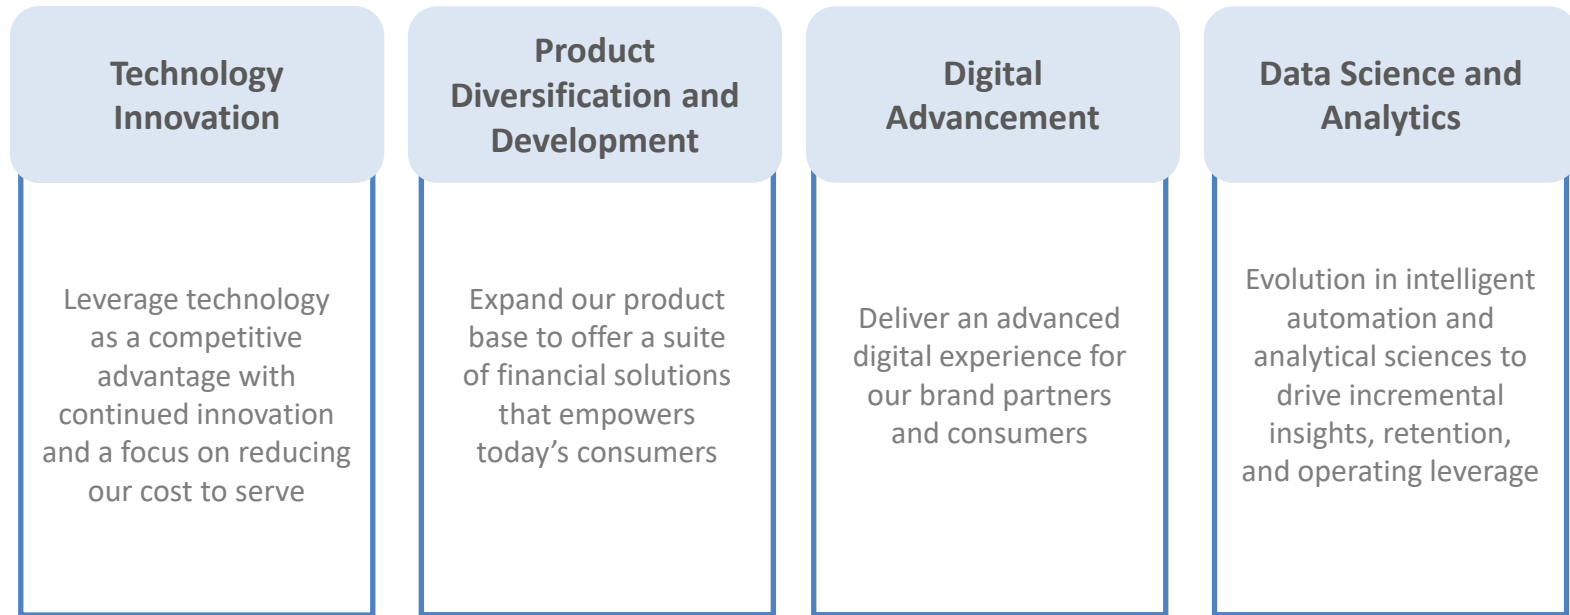 Technology
Innovation
Leverage technology
as a competitive
advantage with
continued innovation
and a focus on reducing
our cost to serve
Product
Diversification and
Development
Expand our product
base to offer a suite
of financial solutions
that empowers
today’s consumers
Digital
Advancement
Deliver an advanced
digital experience for
our brand partners
and consumers
Data Science and
Analytics
Evolution in intelligent
automation and
analytical sciences to
drive incremental
insights, retention,
and operating leverage